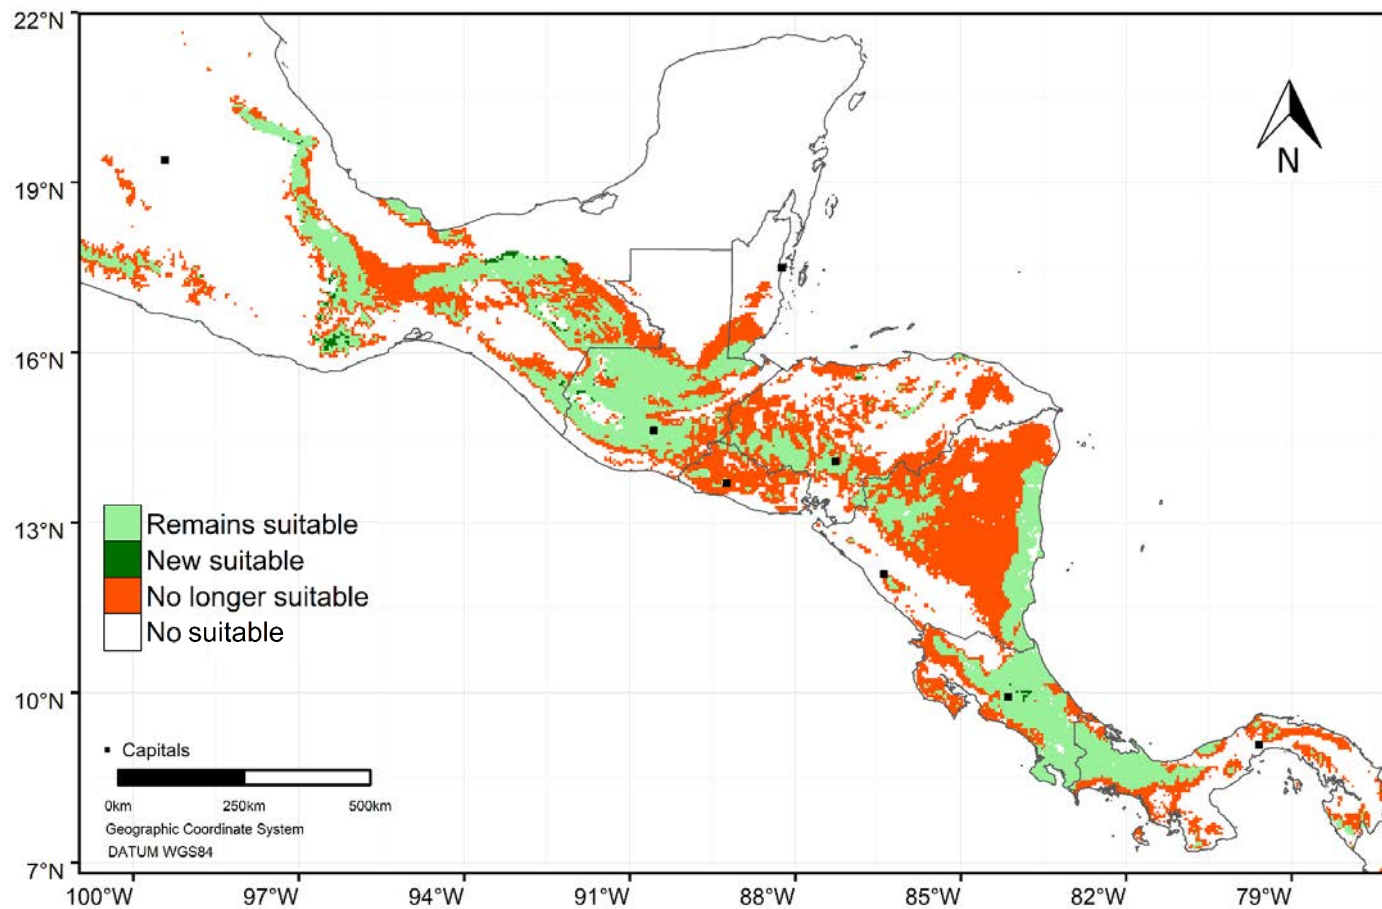 22°N
19°N
16°N
13°N
10°N
7°N
N
Remains suitable
New suitable
No longer suitable
No suitable
Capitals
0km 250km 500km
Geographic Coordinate System
DATUM WGS84
100°W 97°W 94°W 91°W 88°W 85°W 82°W 79°W